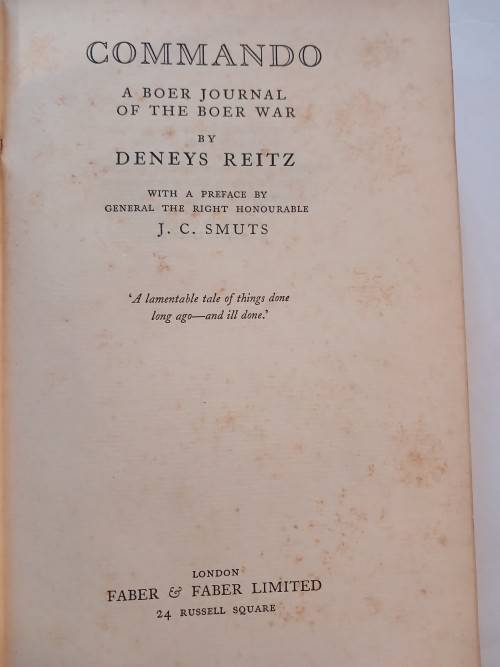 COMMANDO
A BOER JOURNAL
OF THE BOER WAR
BY
DENEYS REITZ
WITH A PREFACE BY
GENERAL THE RIGHT HONOURABLE
J. C. SMUTS
‘A lamentable tale of things done
long ago—and ill done.’
LONDON
FABER & FABER LIMITED
24 RUSSELL SQUARE